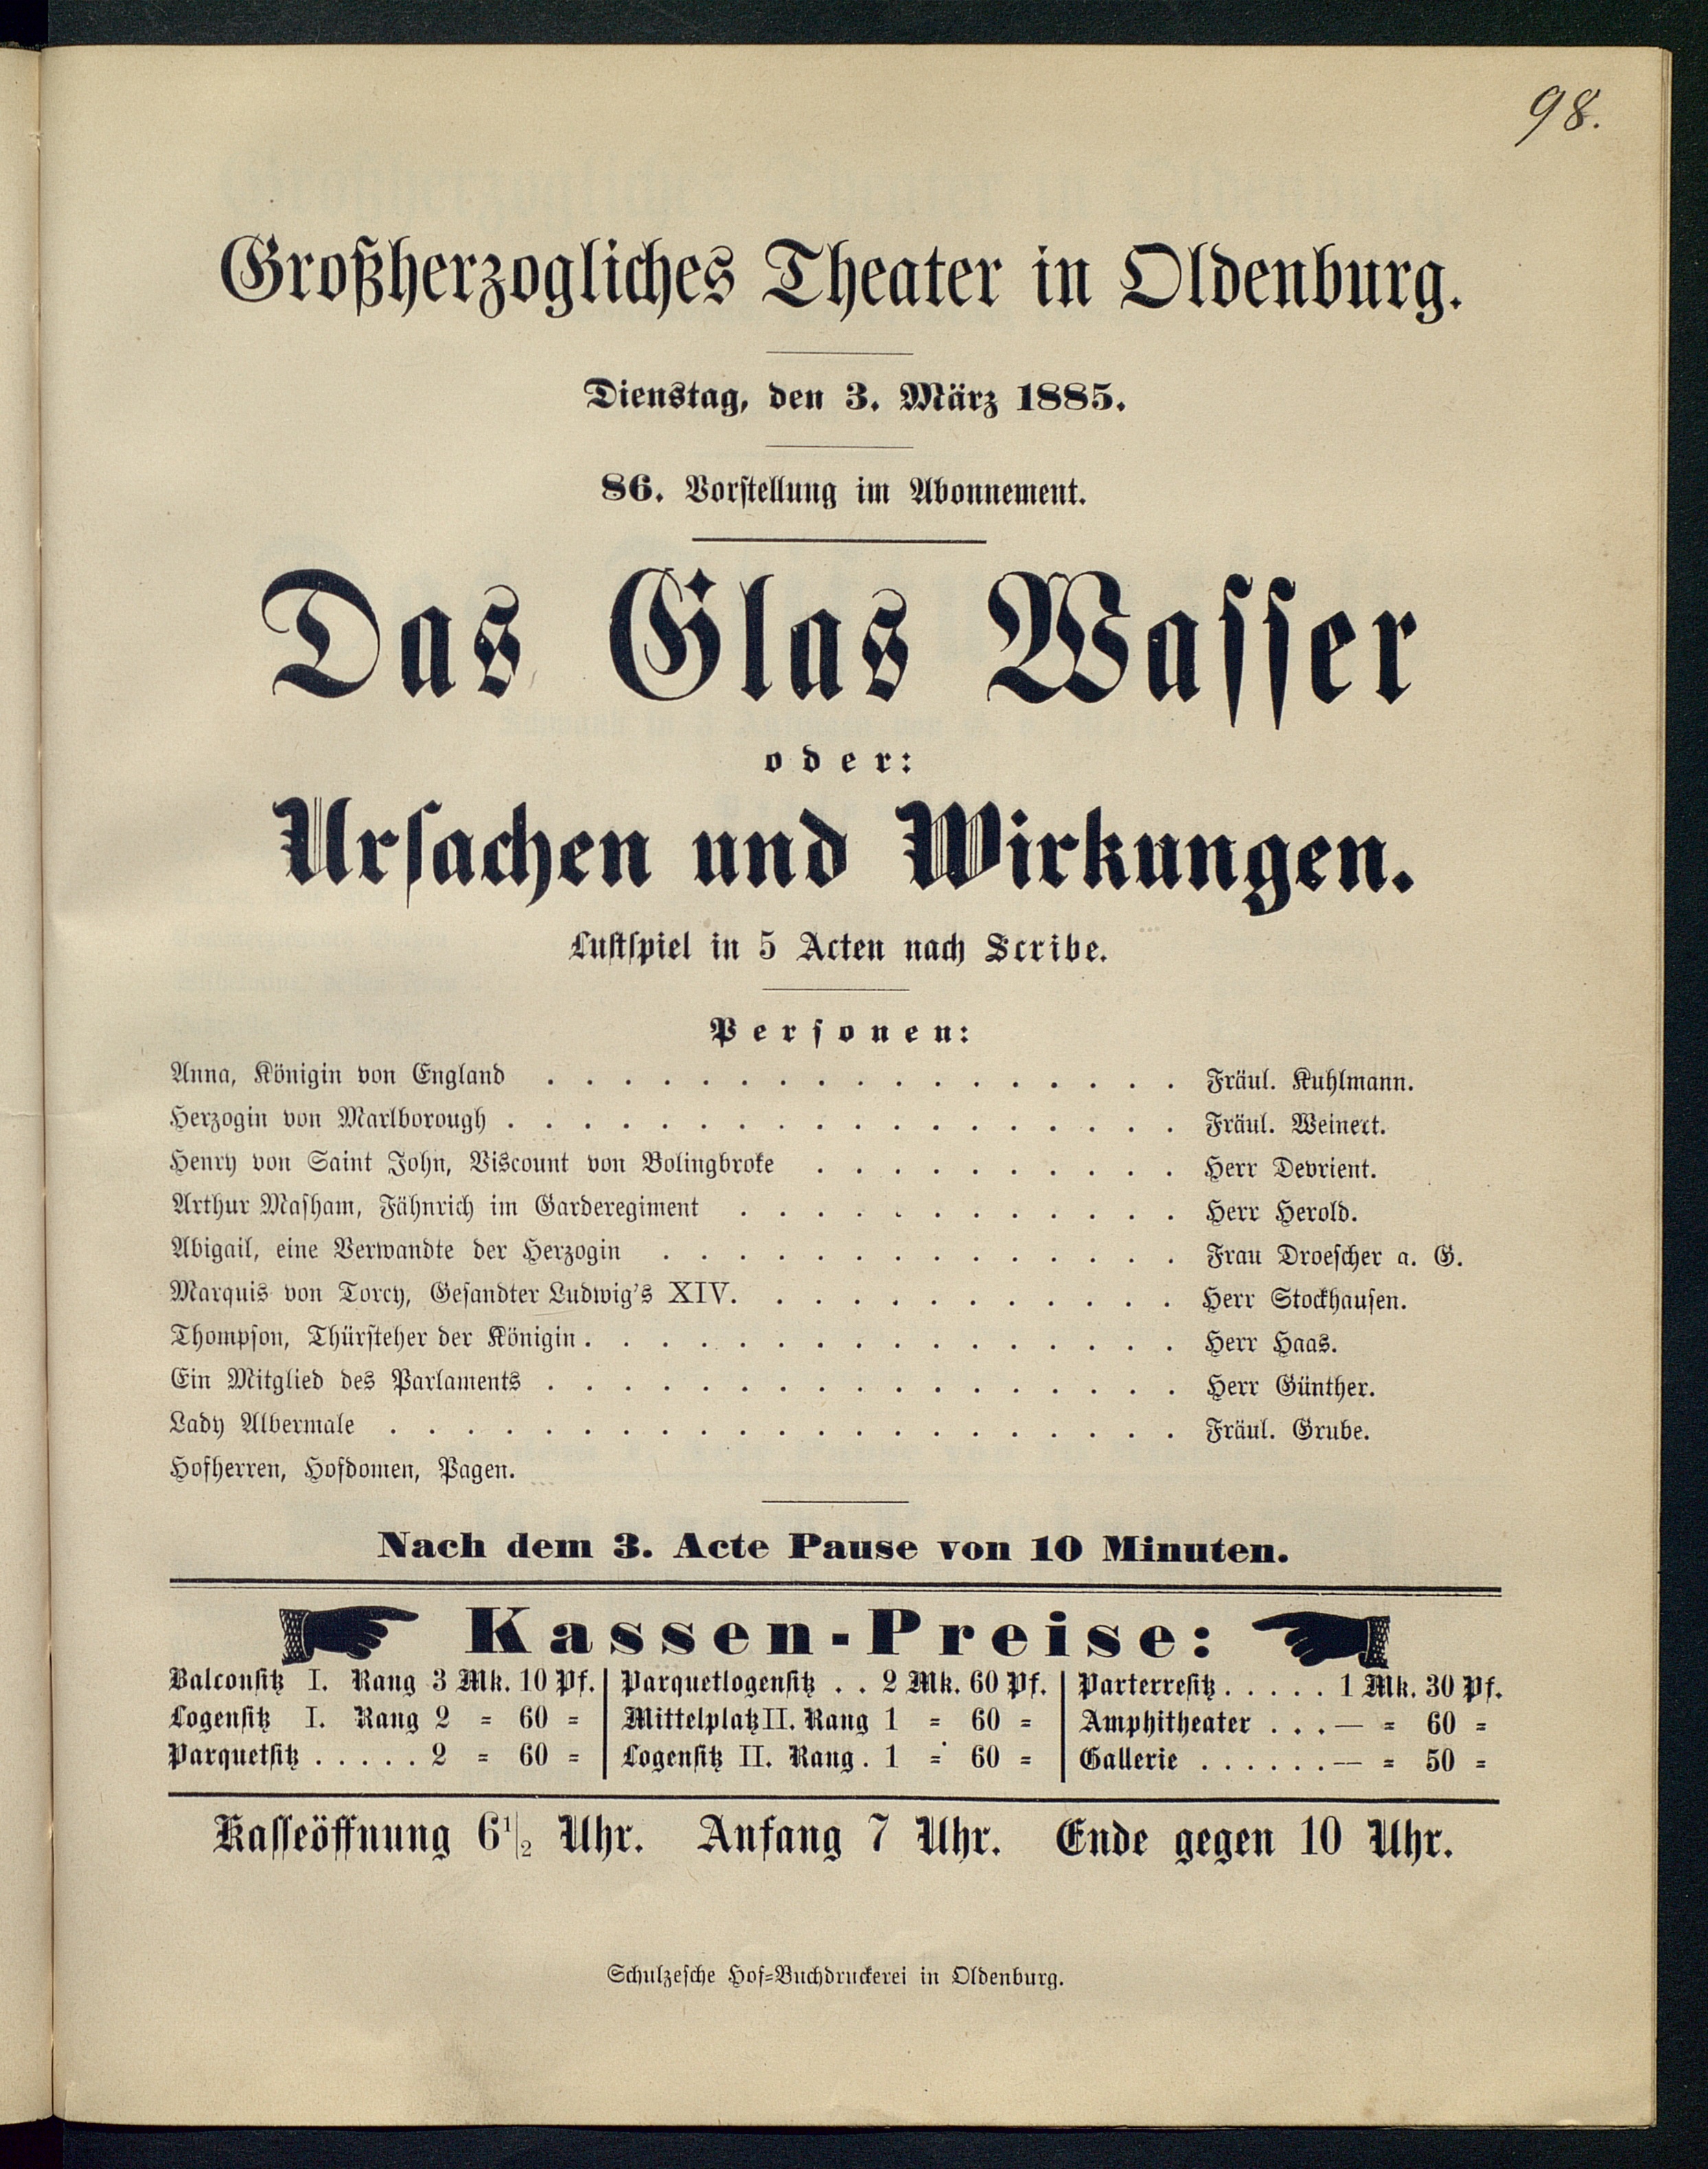 98.
Großherzogliches Theater in Oldenburg.
Dienstag, den 3. März 1885.
86. Vorstellung im Abonnement.
Das Glas Wasser
oder:
Ursachen und Wirkungen.
Lustspiel in 5 Acten nach Scribe.
Personen:
Anna, Königin von England . . . . . . . . . . . . . . . . . Fräul. Kuhlmann.
Herzogin von Marlborough . . . . . . . . . . . . . . . . . . Fräul. Weinert.
Henry von Saint John, Viscount von Bolingbroke . . . . . . . . . . Herr Devrient.
Arthur Masham, Fähnrich im Garderegiment . . . . . . . . . . . . Herr Herold.
Abigail, eine Verwandte der Herzogin . . . . . . . . . . . . . . Frau Droescher a. G.
Marquis von Torcy, Gesandter Ludwig's XIV. . . . . . . . . . . . Herr Stockhausen.
Thompson, Thürsteher der Königin . . . . . . . . . . . . . . . . Herr Haas.
Ein Mitglied des Parlaments . . . . . . . . . . . . . . . . . Herr Günther.
Lady Albermale . . . . . . . . . . . . . . . . . . . . . Fräul. Grube.
Hofherren, Hofdomen, Pagen.
Nach dem 3. Acte Pause von 10 Minuten.
Kassen-Preise:
Balconsitz I. Rang 3 Mk. 10 Pf. | Parquetlogensitz . . 2 Mk. 60 Pf. | Parterresitz . . . . . 1 Mk. 30 Pf.
Logensitz I. Rang 2 = 60 = | Mittelplatz II. Rang 1 = 60 = | Amphitheater . . . — = 60 =
Parquetsitz . . . . . 2 = 60 = | Logensitz II. Rang . 1 = 60 = | Gallerie . . . . . . — = 50 =
Kasseöffnung 6 1/2 Uhr. Anfang 7 Uhr. Ende gegen 10 Uhr.
Schulzesche Hof=Buchdruckerei in Oldenburg.